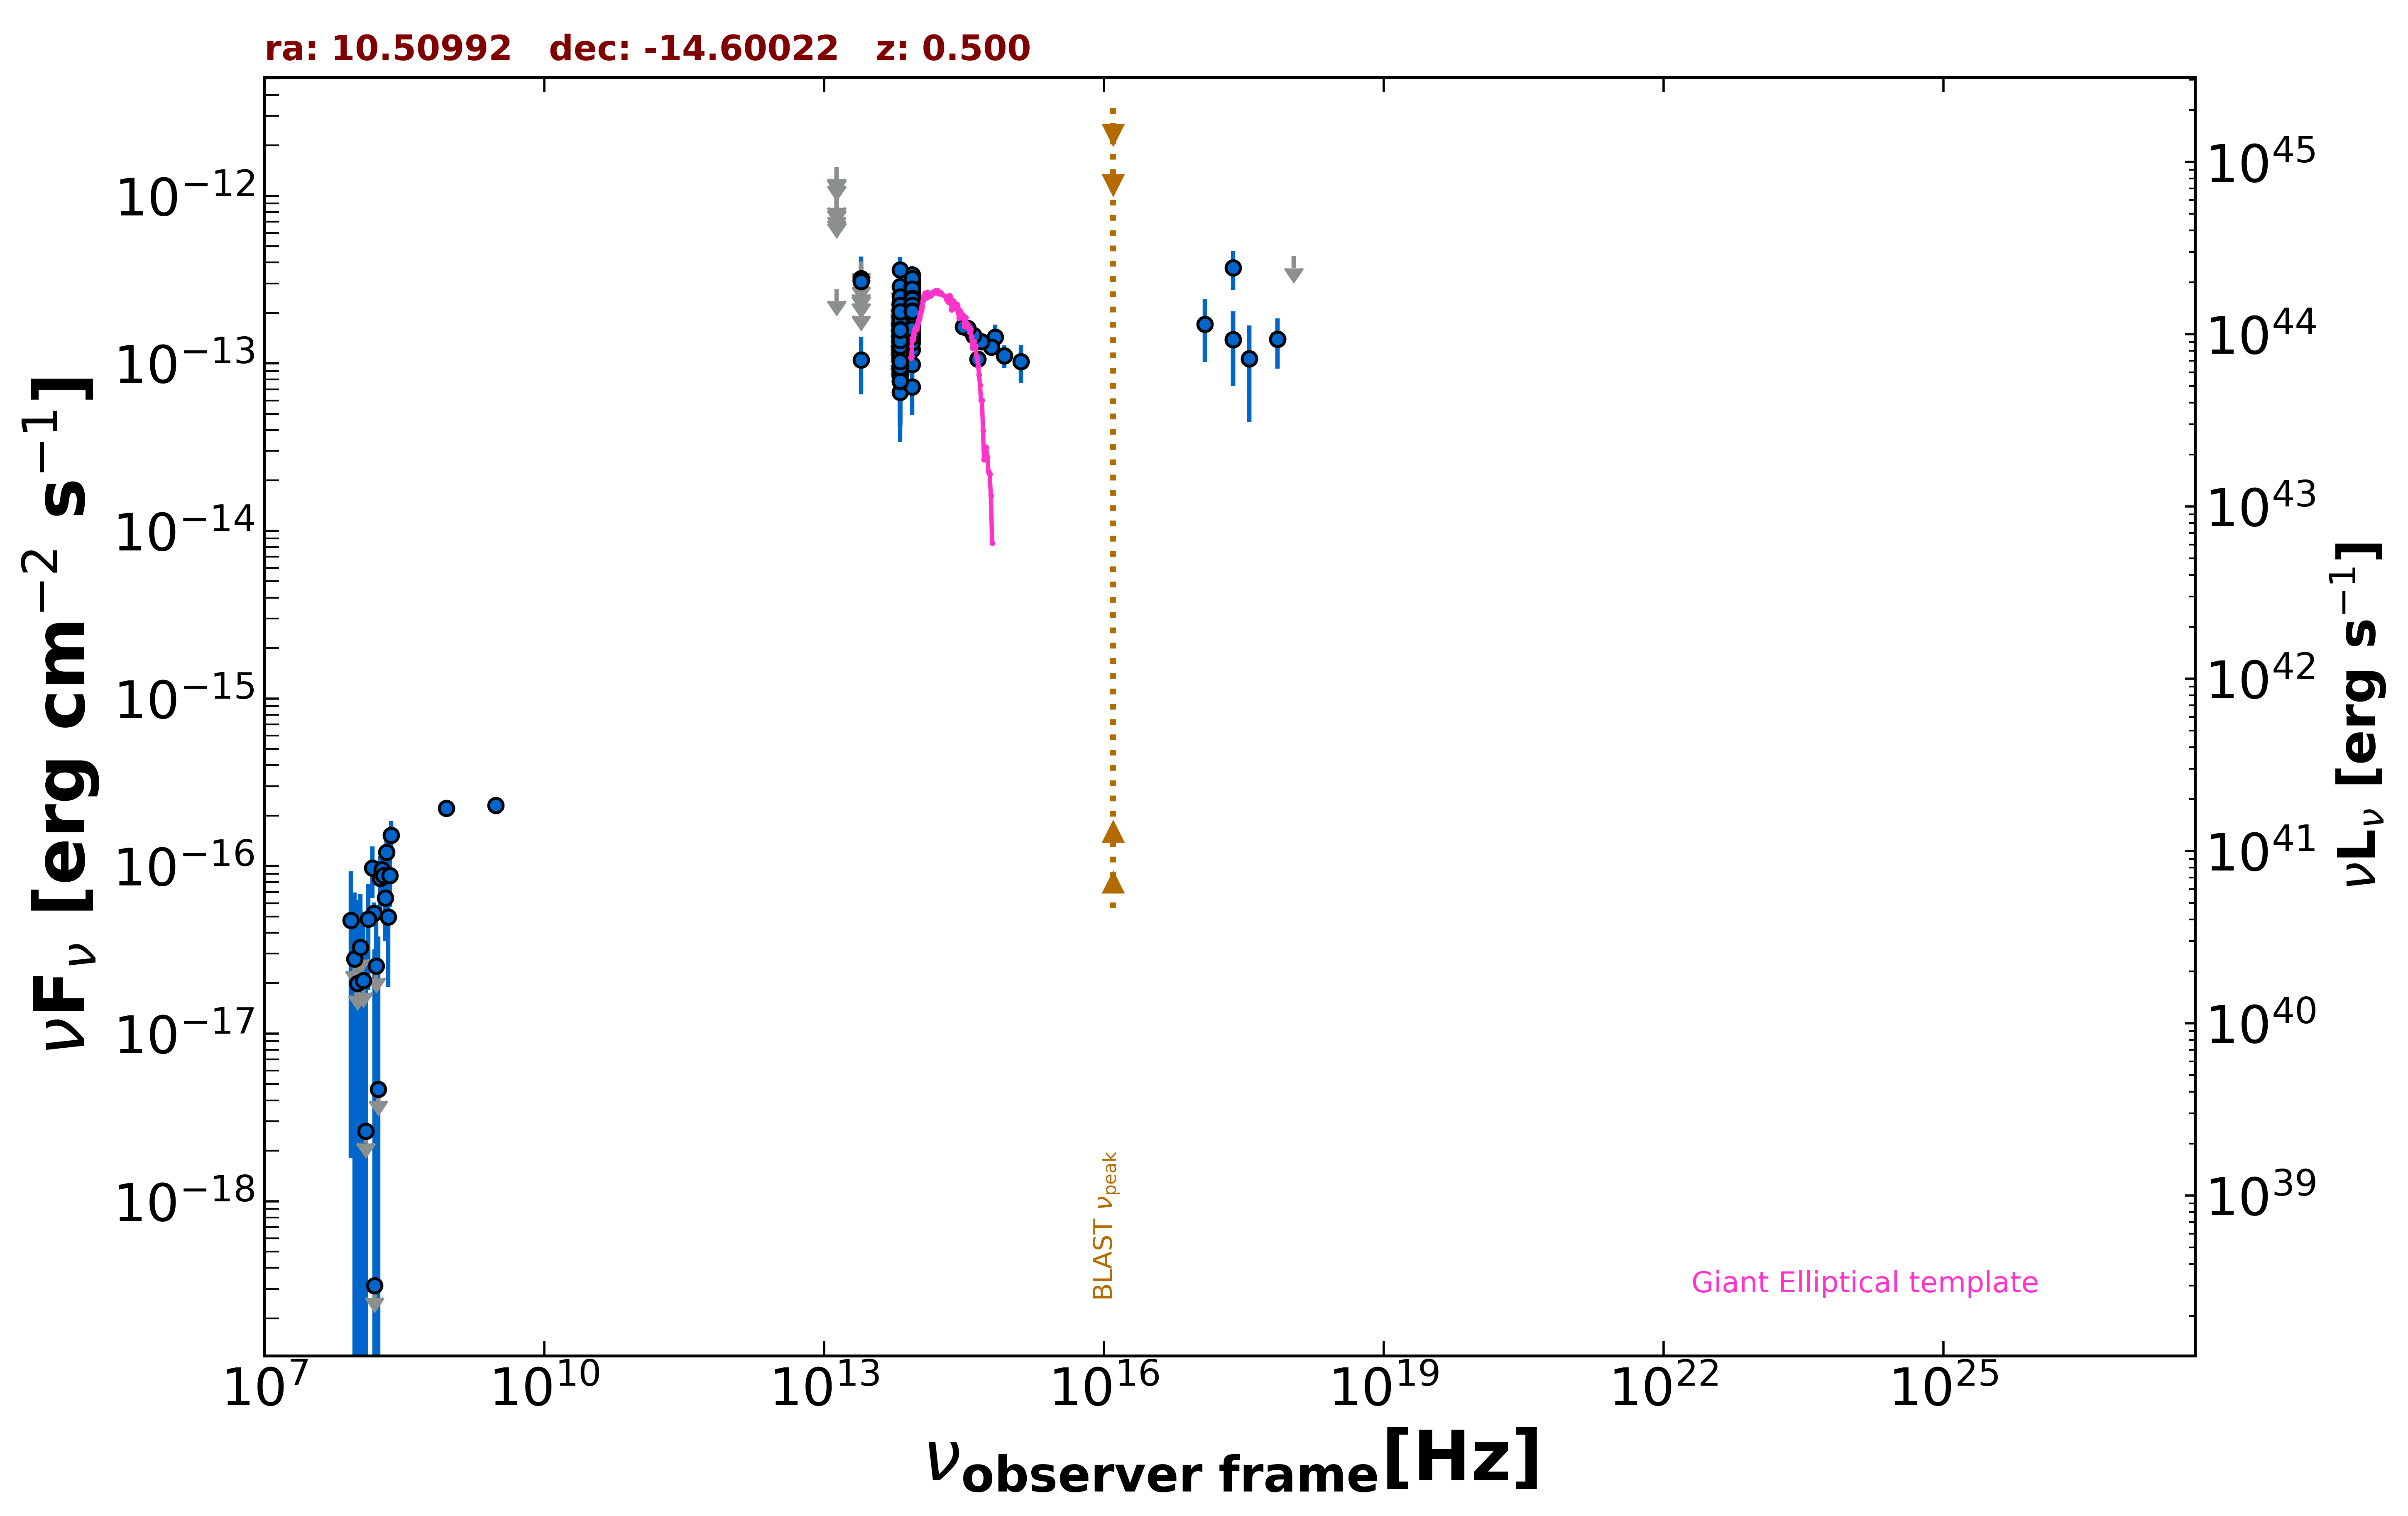 ra: 10.50992   dec: -14.60022   z: 0.500
νF_ν [erg cm^−2 s^−1]
10^−12
10^−13
10^−14
10^−15
10^−16
10^−17
10^−18
10^45
10^44
10^43
10^42
10^41
10^40
10^39
νL_ν [erg s^−1]
BLAST ν_peak
Giant Elliptical template
10^7 10^10 10^13 10^16 10^19 10^22 10^25
ν_observer frame [Hz]